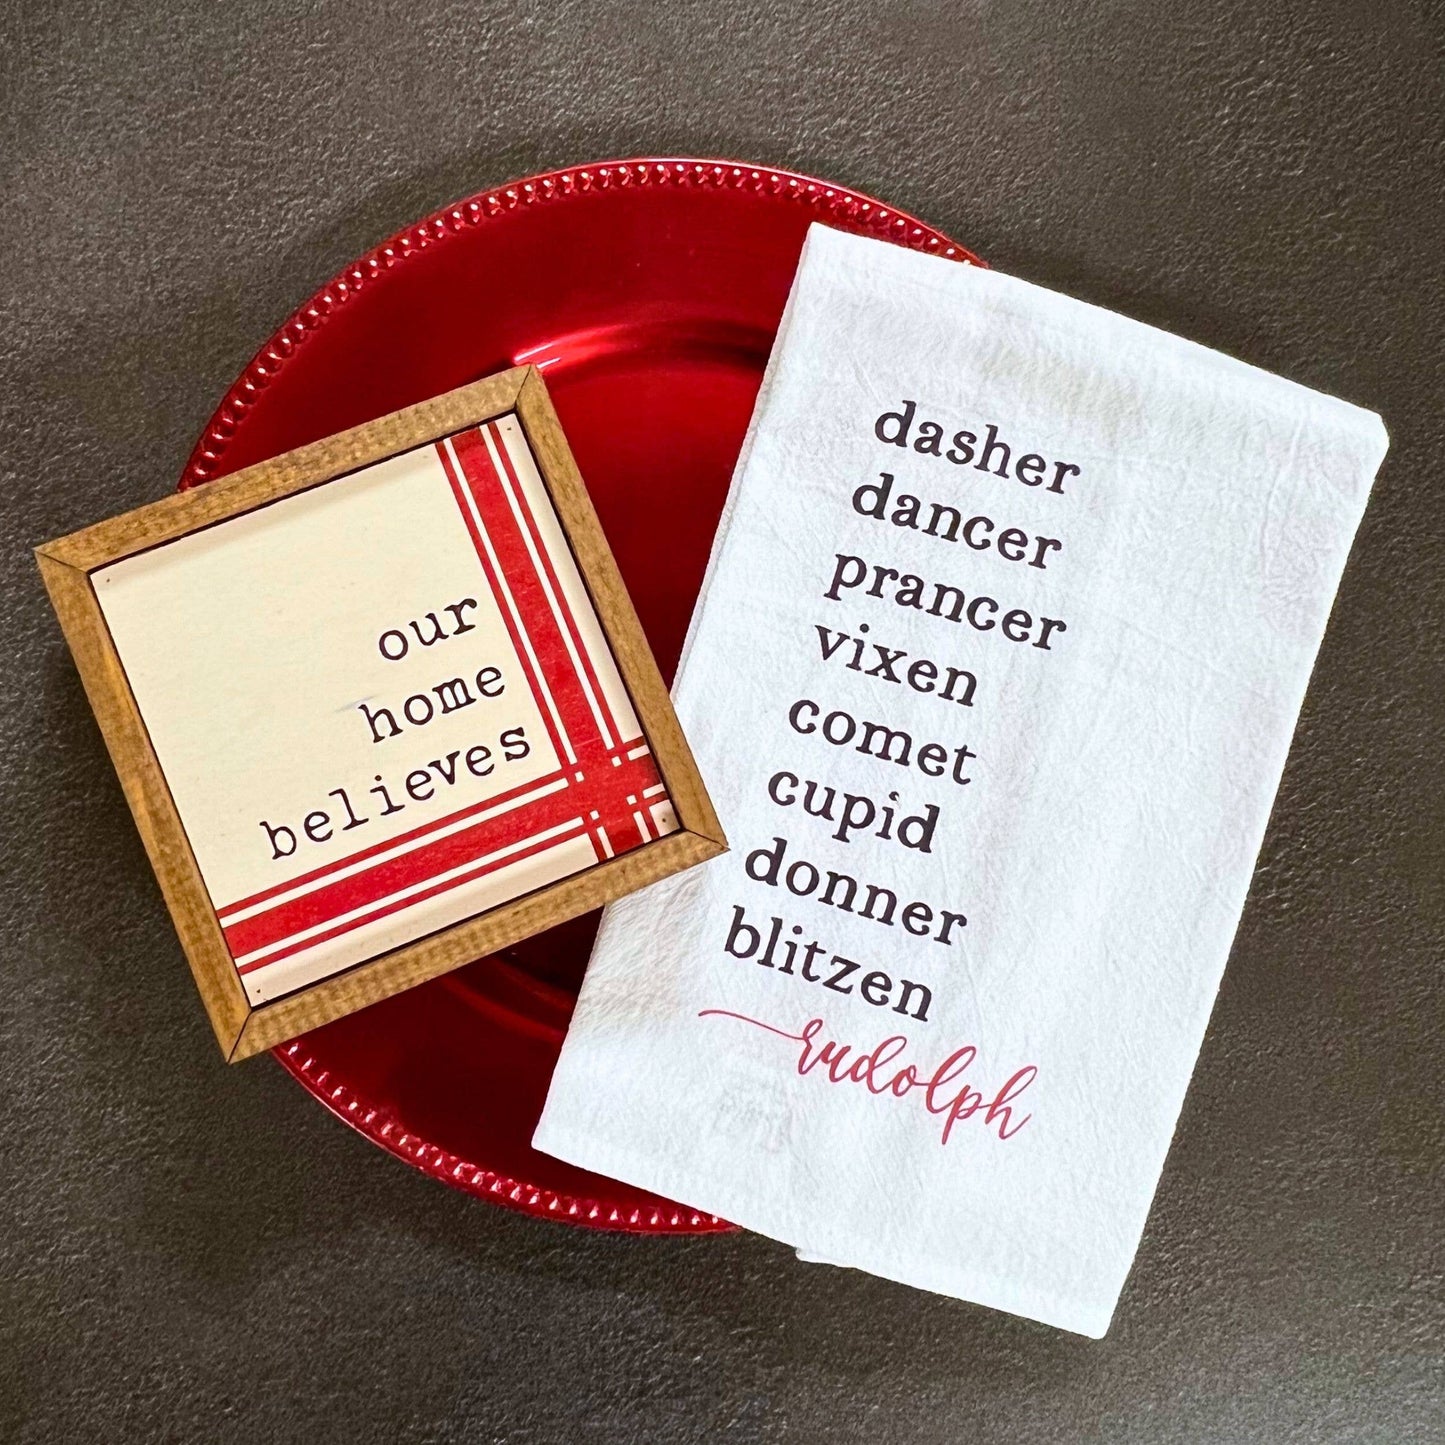 our
home
believes
dasher
dancer
prancer
vixen
comet
cupid
donner
blitzen
rudolph